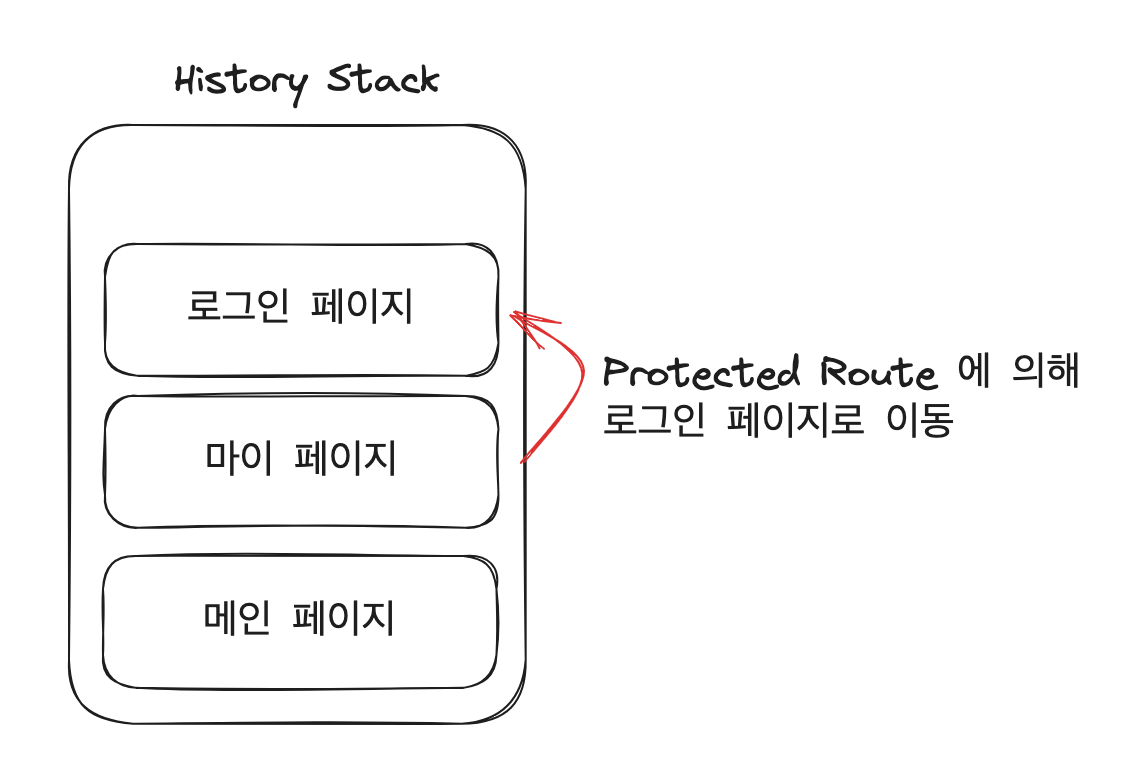 History Stack
로그인 페이지
Protected Route 에 의해
로그인 페이지로 이동
마이 페이지
메인 페이지